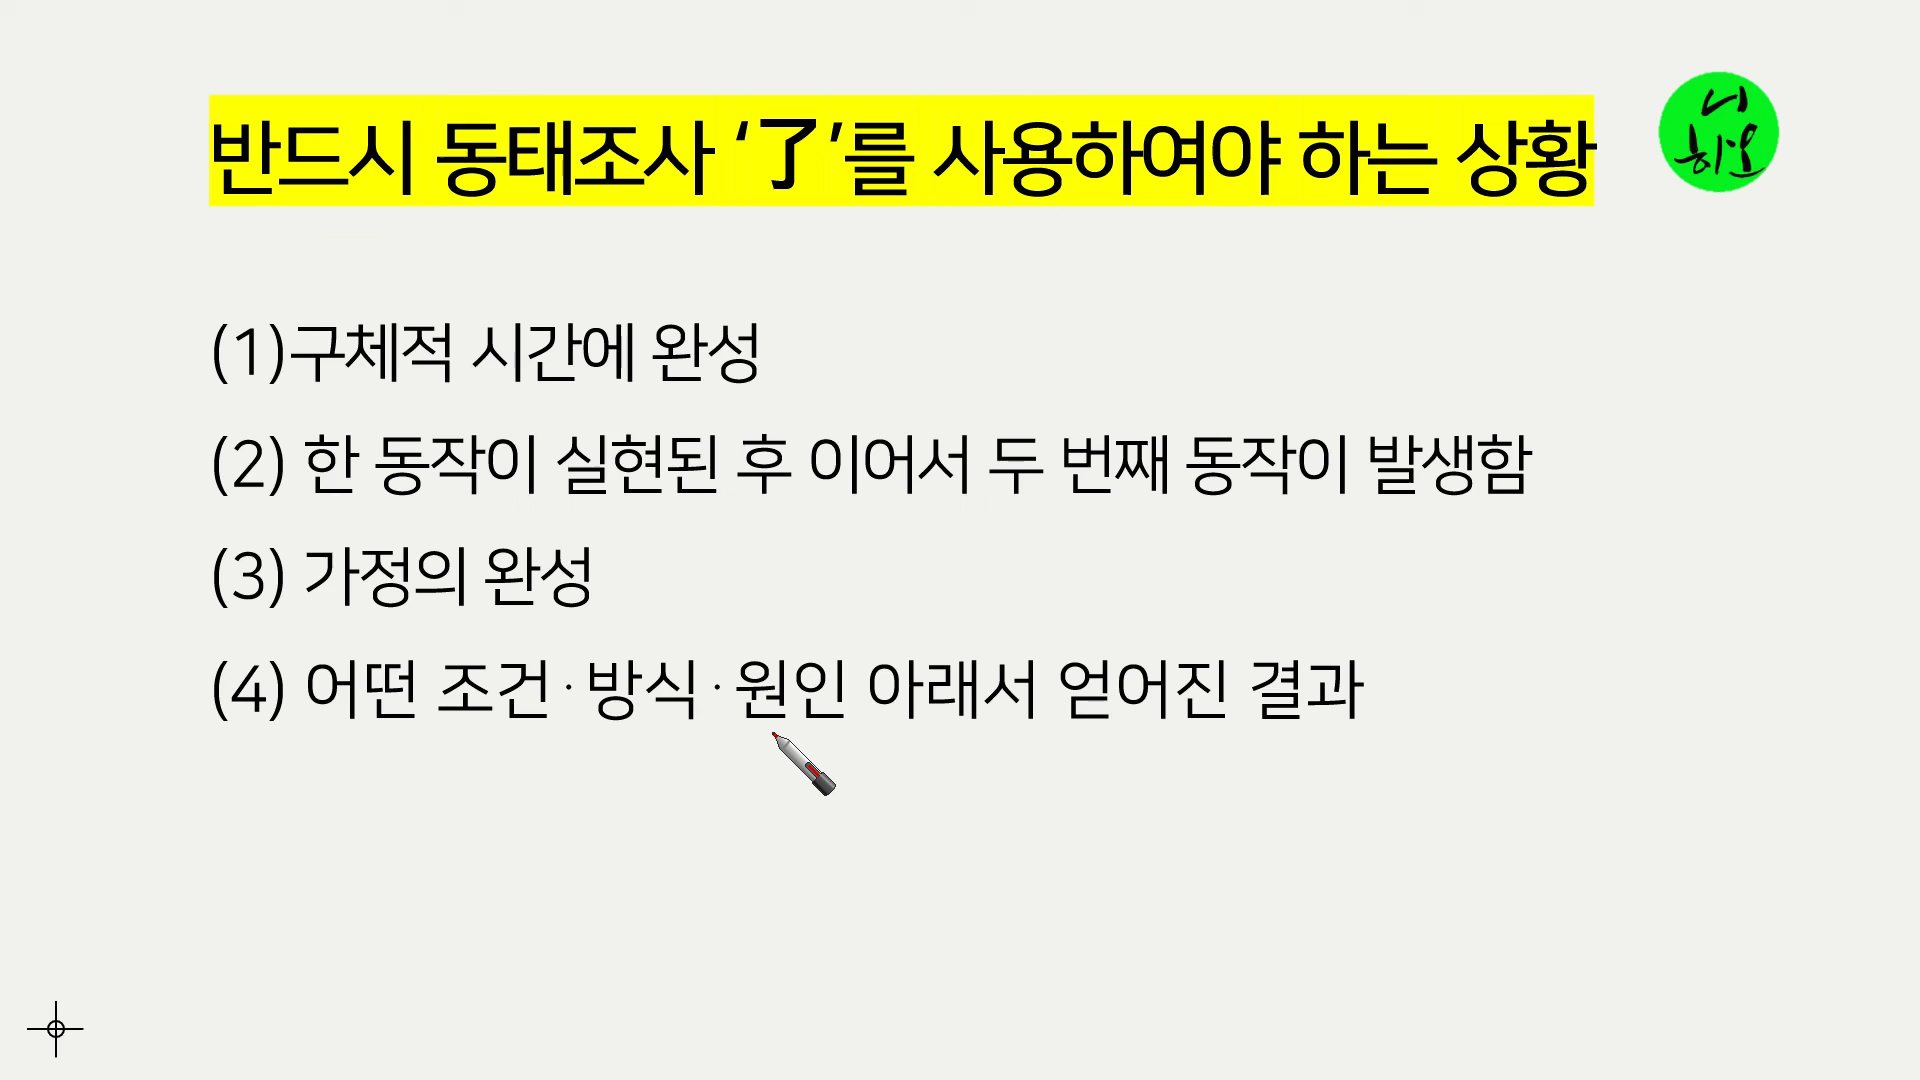 반드시 동태조사 ‘了’를 사용하여야 하는 상황
니
하오
(1)구체적 시간에 완성
(2) 한 동작이 실현된 후 이어서 두 번째 동작이 발생함
(3) 가정의 완성
(4) 어떤 조건·방식·원인 아래서 얻어진 결과